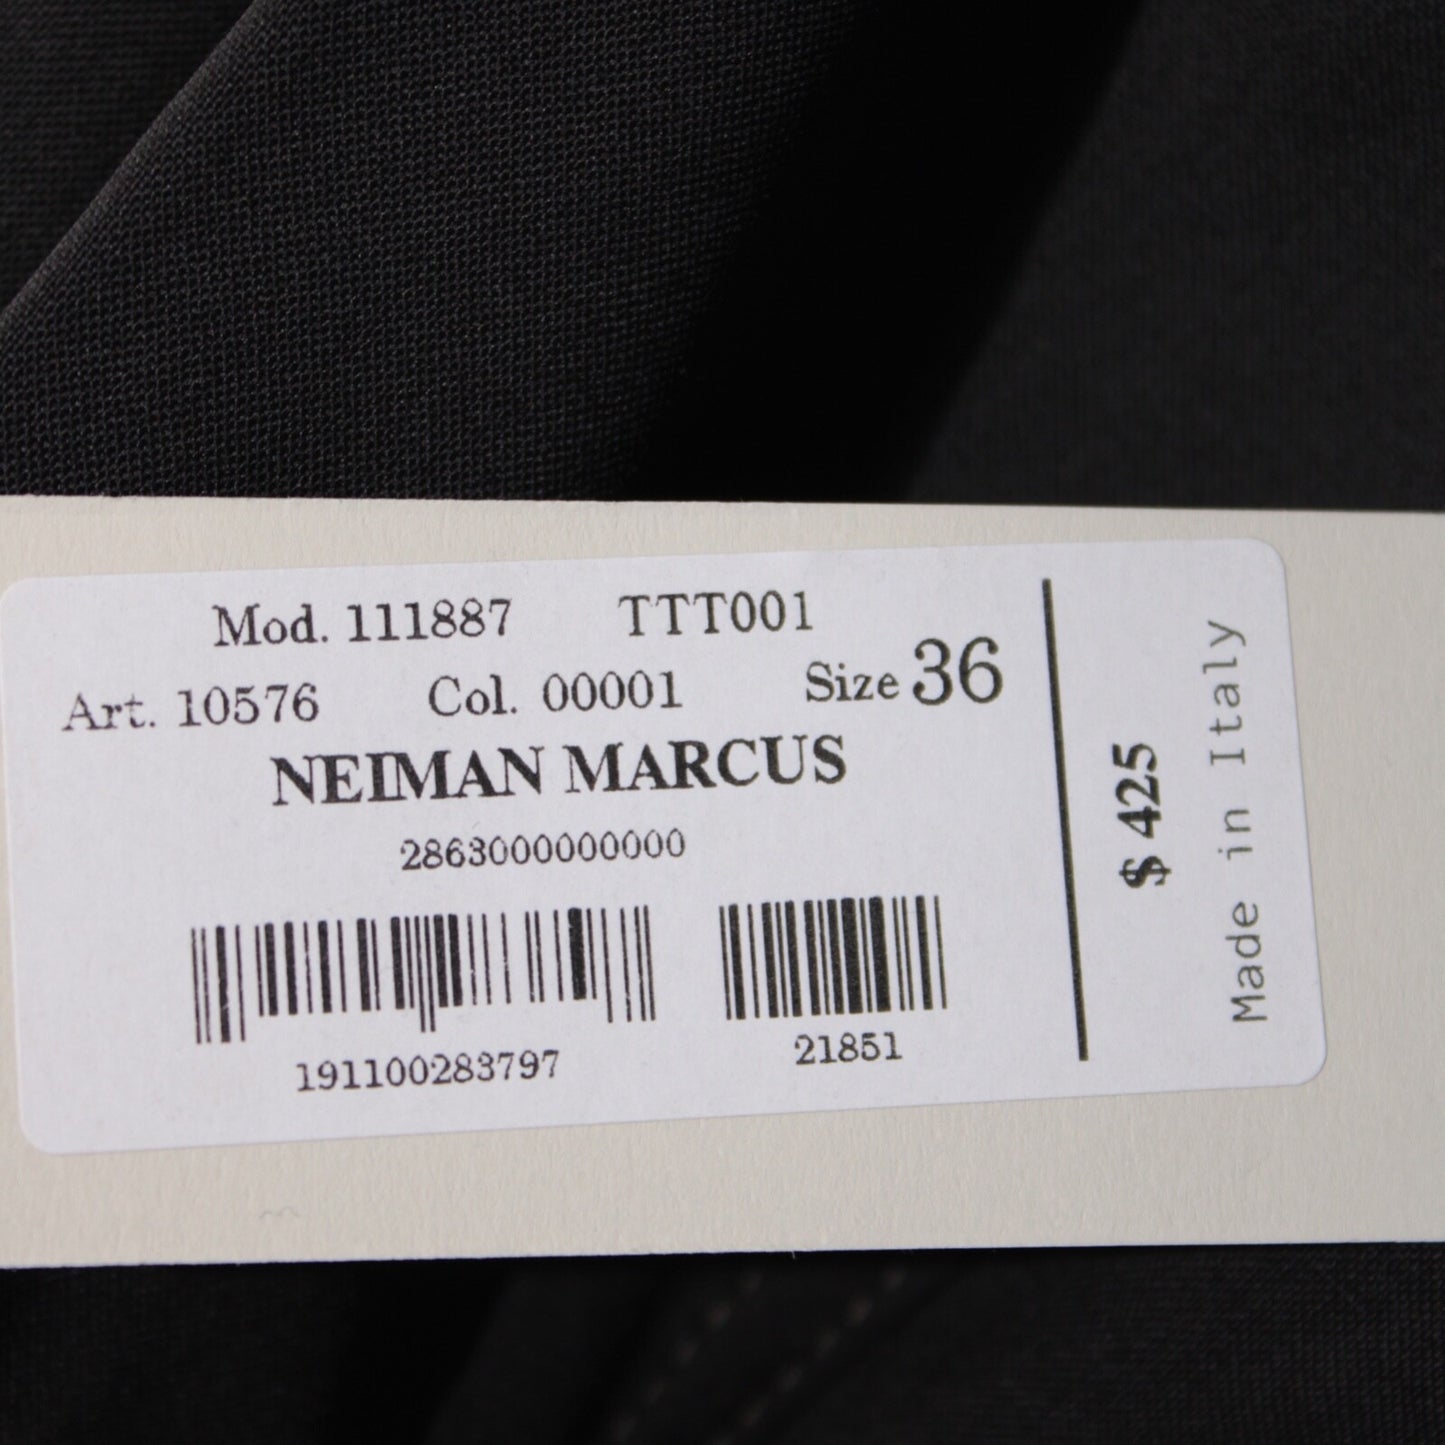 Mod. 111887 TTT001
Art. 10576 Col. 00001 Size 36
NEIMAN MARCUS
2863000000000
191100283797
21851
$ 425
Made in Italy